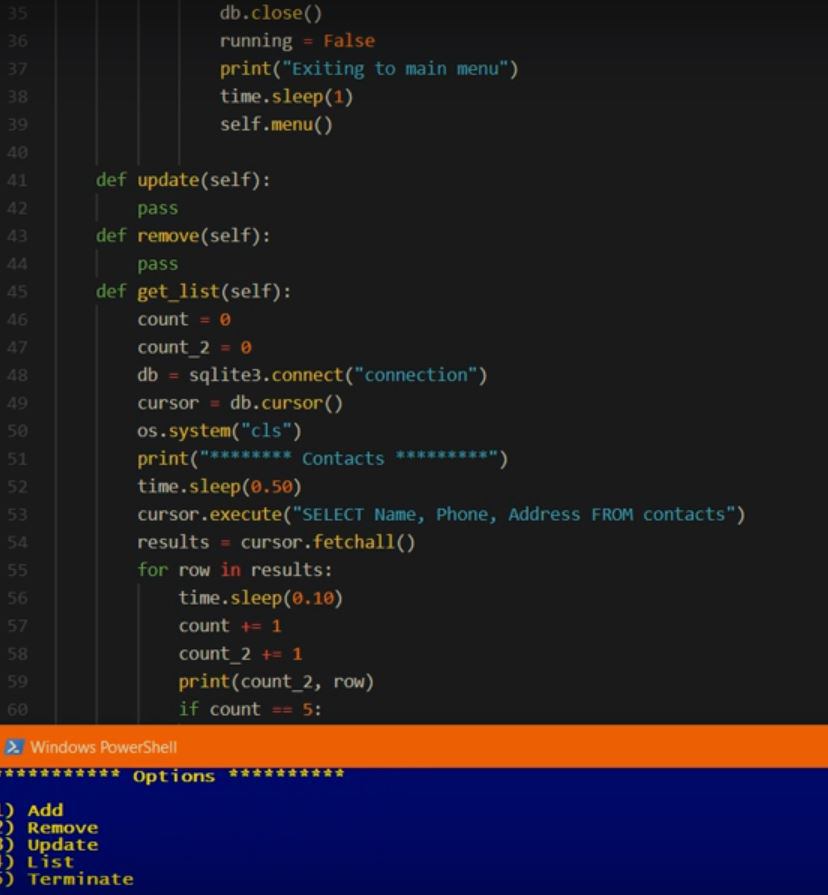 35 db.close()
36 running = False
37 print("Exiting to main menu")
38 time.sleep(1)
39 self.menu()
40
41 def update(self):
42 pass
43 def remove(self):
44 pass
45 def get_list(self):
46 count = 0
47 count_2 = 0
48 db = sqlite3.connect("connection")
49 cursor = db.cursor()
50 os.system("cls")
51 print("******** Contacts *********")
52 time.sleep(0.50)
53 cursor.execute("SELECT Name, Phone, Address FROM contacts")
54 results = cursor.fetchall()
55 for row in results:
56 time.sleep(0.10)
57 count += 1
58 count_2 += 1
59 print(count_2, row)
60 if count == 5:
Windows PowerShell
*********** Options **********
1) Add
2) Remove
3) Update
4) List
5) Terminate